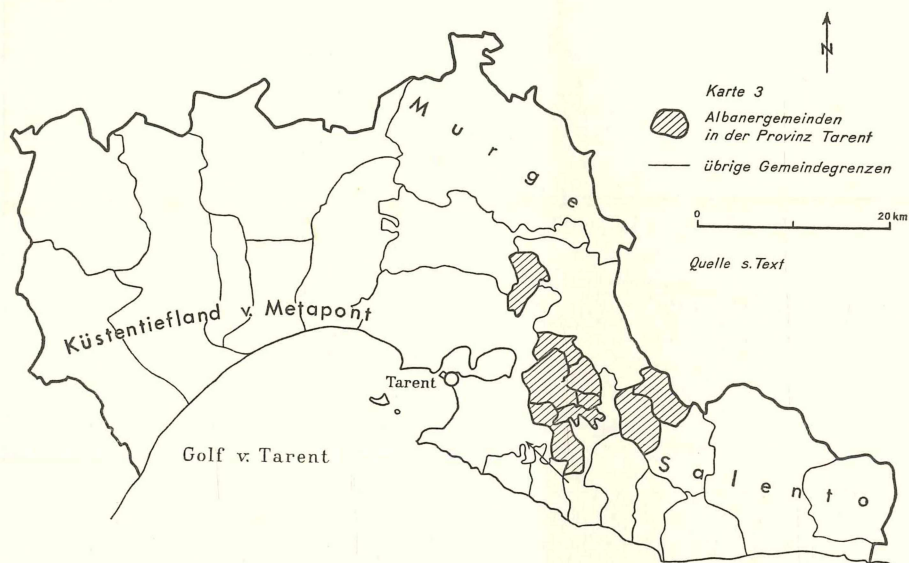 N
Karte 3
Albanergemeinden
in der Provinz Tarent
übrige Gemeindegrenzen
0 20 km
Quelle s. Text
Murge
Küstentiefland v. Metapont
Tarent
Golf v. Tarent
Salento